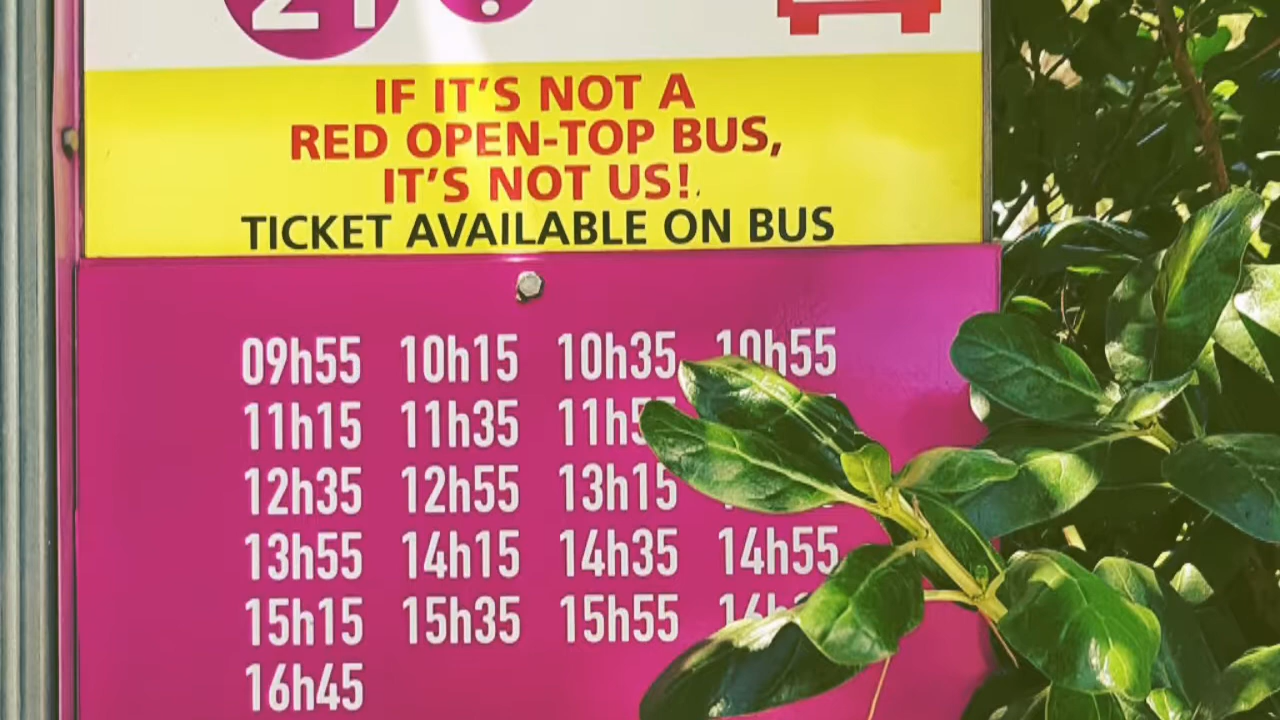 21
IF IT'S NOT A
RED OPEN-TOP BUS,
IT'S NOT US!
TICKET AVAILABLE ON BUS
09h55 10h15 10h35 10h55
11h15 11h35
12h35 12h55 13h15
13h55 14h15 14h35 14h55
15h15 15h35 15h55
16h45